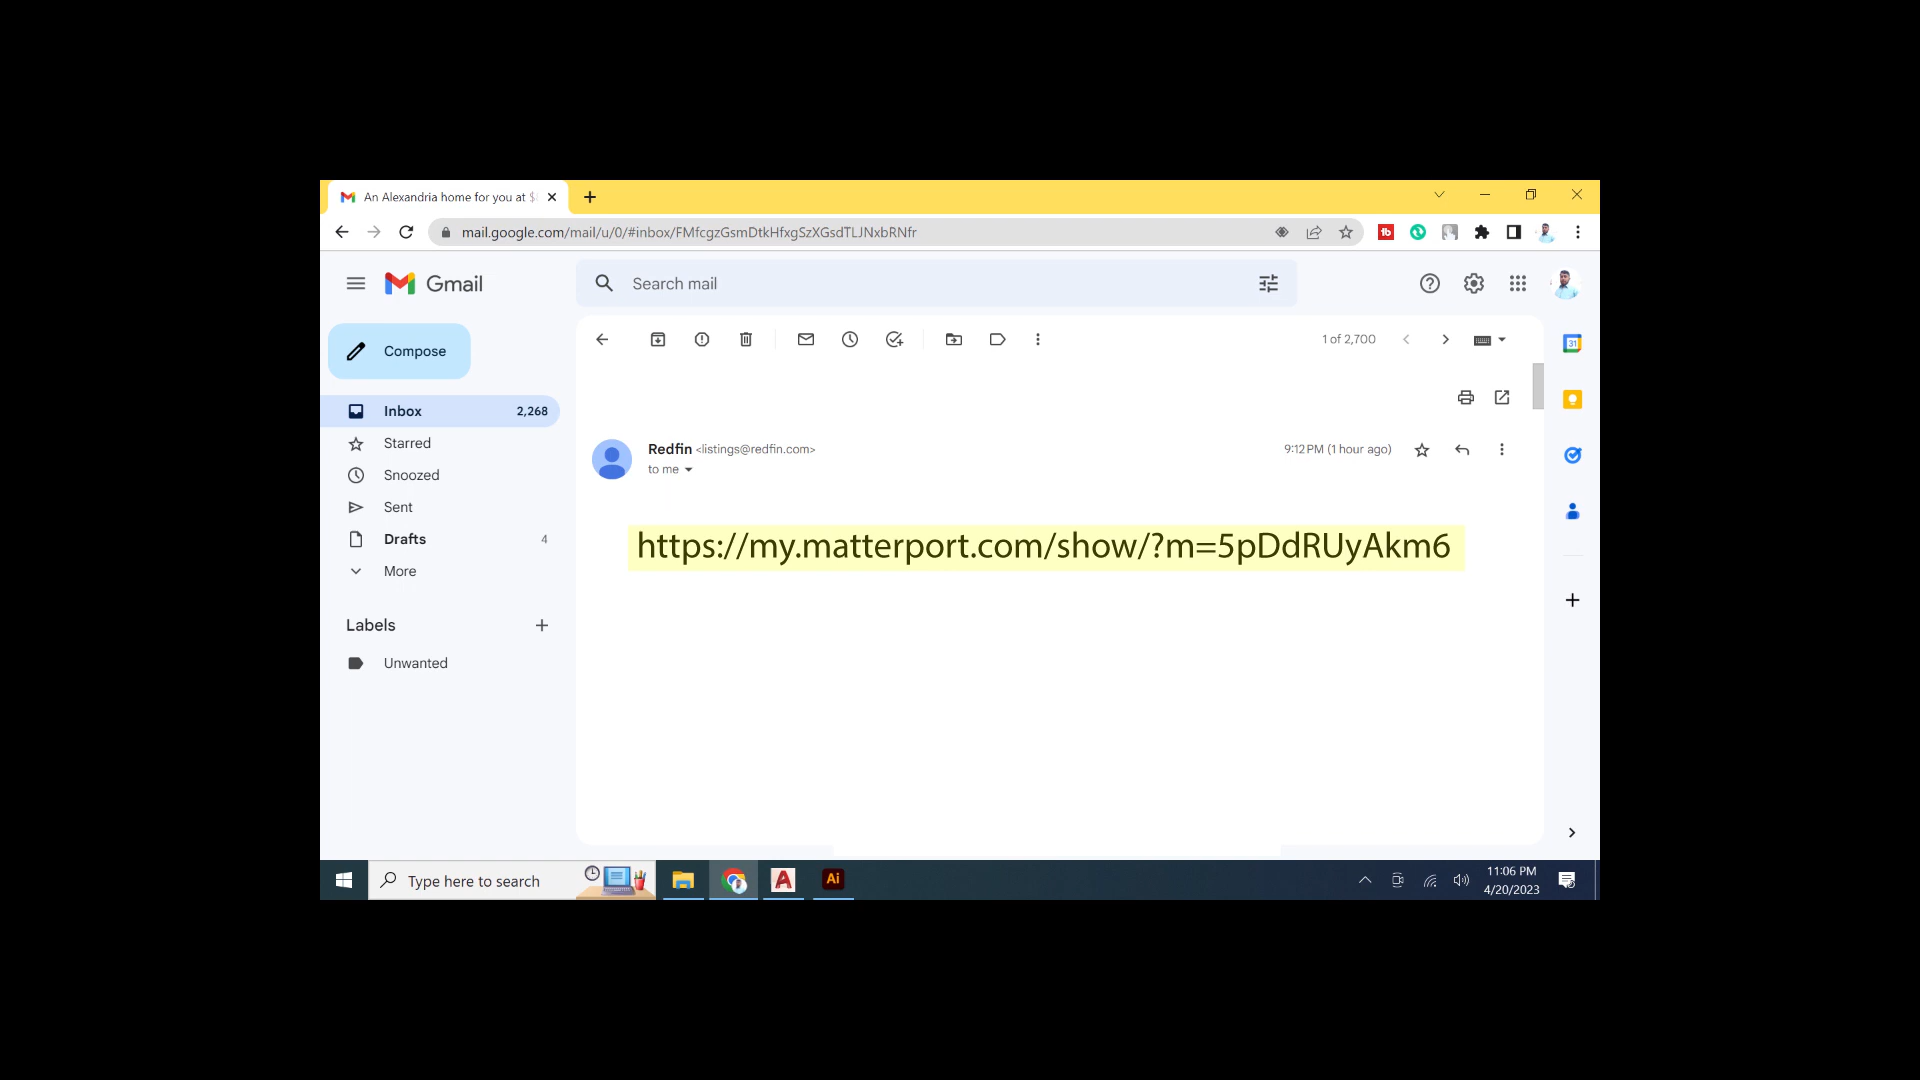 An Alexandria home for you at $
mail.google.com/mail/u/0/#inbox/FMfcgzGsmDtkHfxgSzXGsdTLJNxbRNfr
Gmail
Search mail
Compose
1 of 2,700
31
Inbox 2,268
Starred
Snoozed
Sent
Drafts 4
More
Labels
Unwanted
Redfin <listings@redfin.com>
9:12 PM (1 hour ago)
to me
https://my.matterport.com/show/?m=5pDdRUyAkm6
Type here to search
A
Ai
11:06 PM
4/20/2023